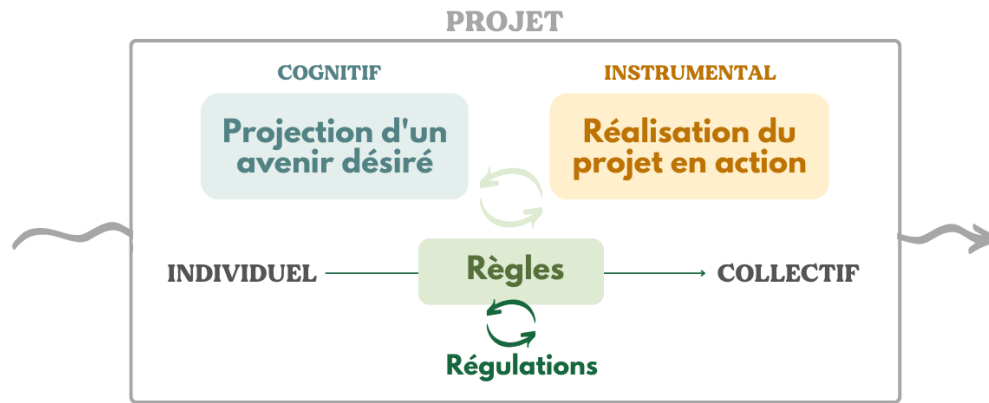 PROJET
COGNITIF
INSTRUMENTAL
Projection d'un
avenir désiré
Réalisation du
projet en action
INDIVIDUEL
Règles
COLLECTIF
Régulations